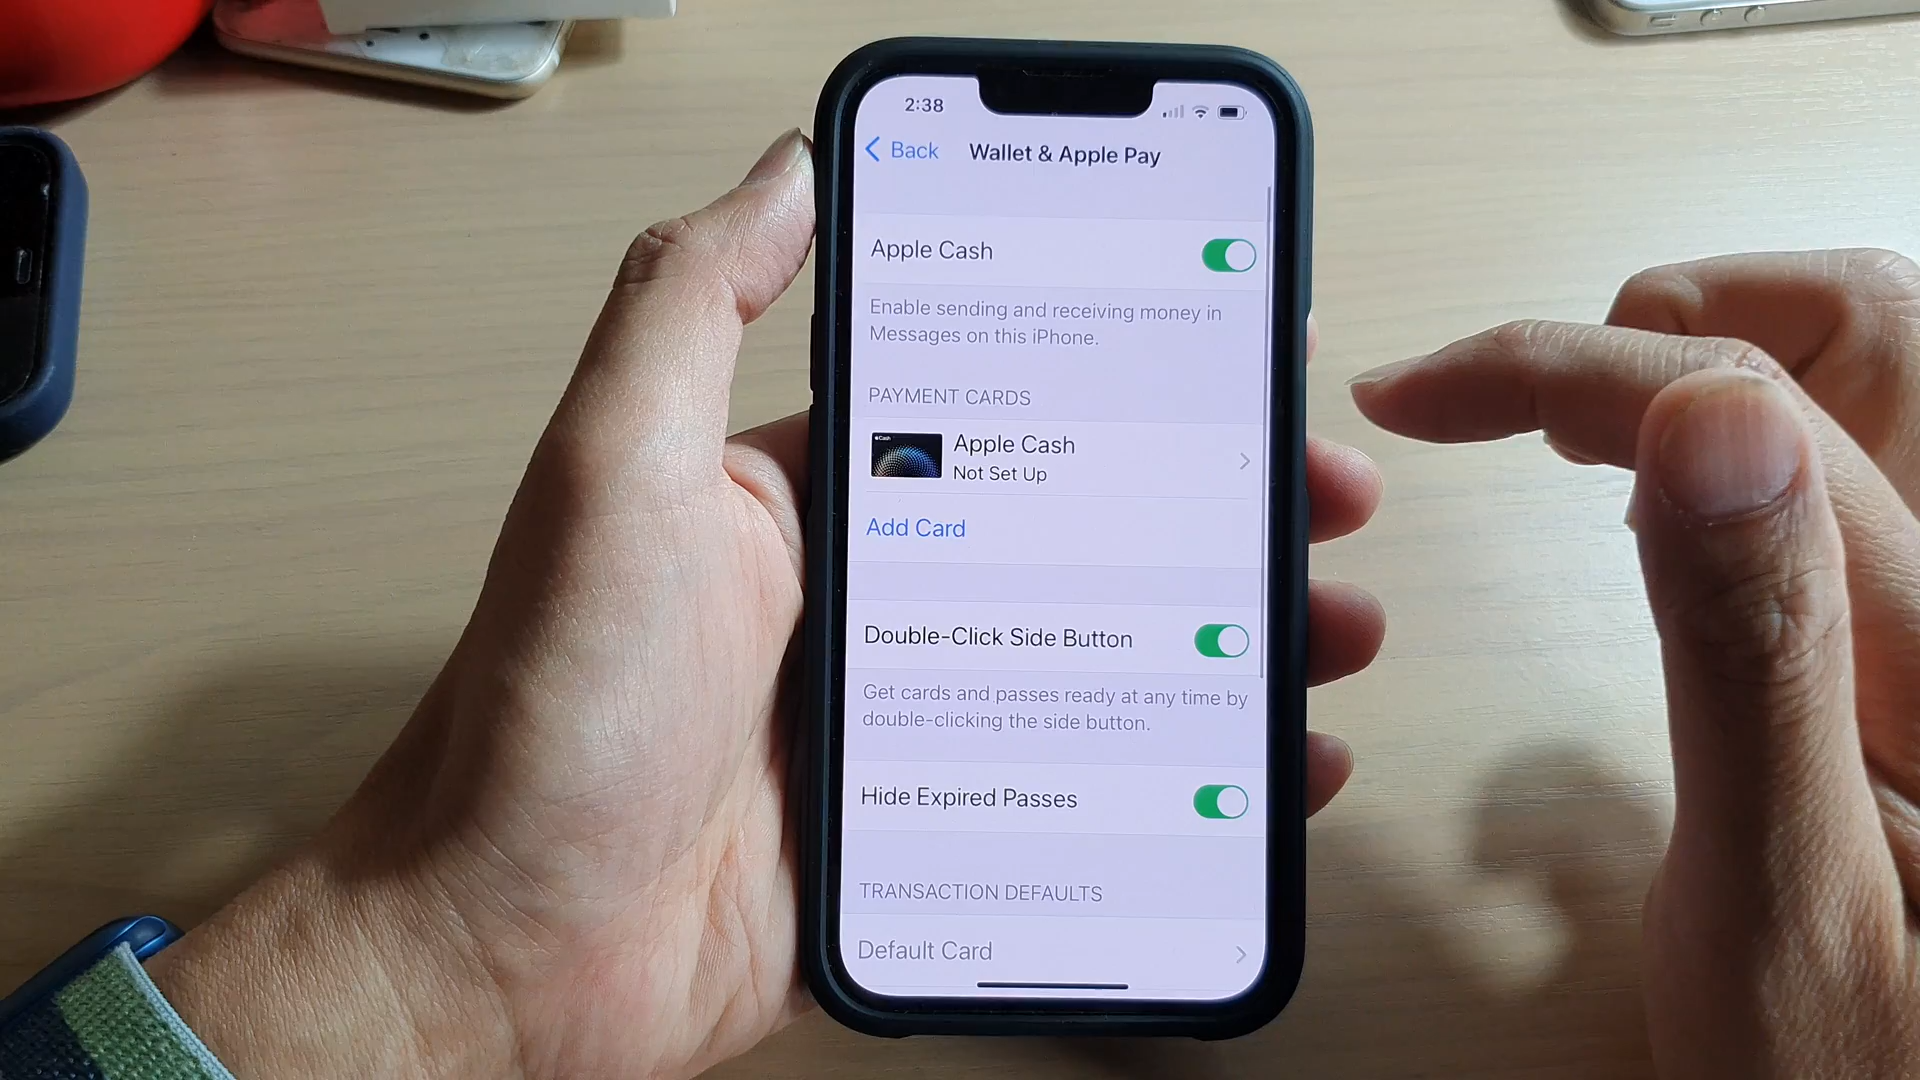 2:38
Back
Wallet & Apple Pay
Apple Cash
Enable sending and receiving money in
Messages on this iPhone.
PAYMENT CARDS
Cash
Apple Cash
Not Set Up
Add Card
Double-Click Side Button
Get cards and passes ready at any time by
double-clicking the side button.
Hide Expired Passes
TRANSACTION DEFAULTS
Default Card